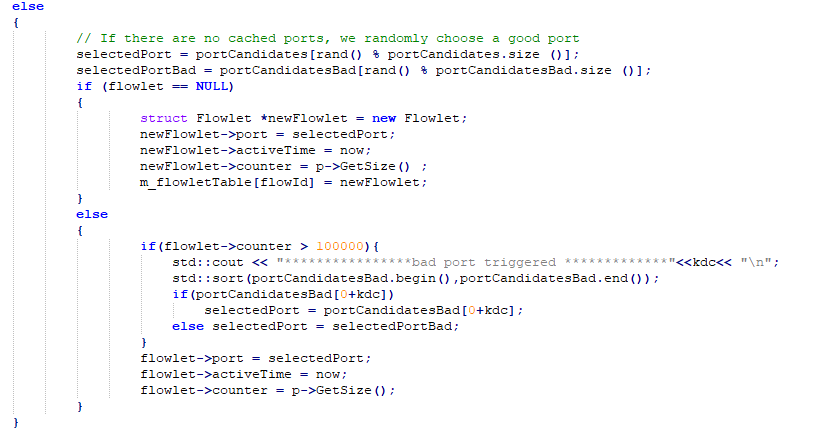 else
{
// If there are no cached ports, we randomly choose a good port
selectedPort = portCandidates[rand() % portCandidates.size ()];
selectedPortBad = portCandidatesBad[rand() % portCandidatesBad.size ()];
if (flowlet == NULL)
{
struct Flowlet *newFlowlet = new Flowlet;
newFlowlet->port = selectedPort;
newFlowlet->activeTime = now;
newFlowlet->counter = p->GetSize() ;
m_flowletTable[flowId] = newFlowlet;
}
else
{
if(flowlet->counter > 100000){
std::cout << "****************bad port triggered *************"<<kdc<< "\n";
std::sort(portCandidatesBad.begin(),portCandidatesBad.end());
if(portCandidatesBad[0+kdc])
selectedPort = portCandidatesBad[0+kdc];
else selectedPort = selectedPortBad;
}
flowlet->port = selectedPort;
flowlet->activeTime = now;
flowlet->counter = p->GetSize();
}
}